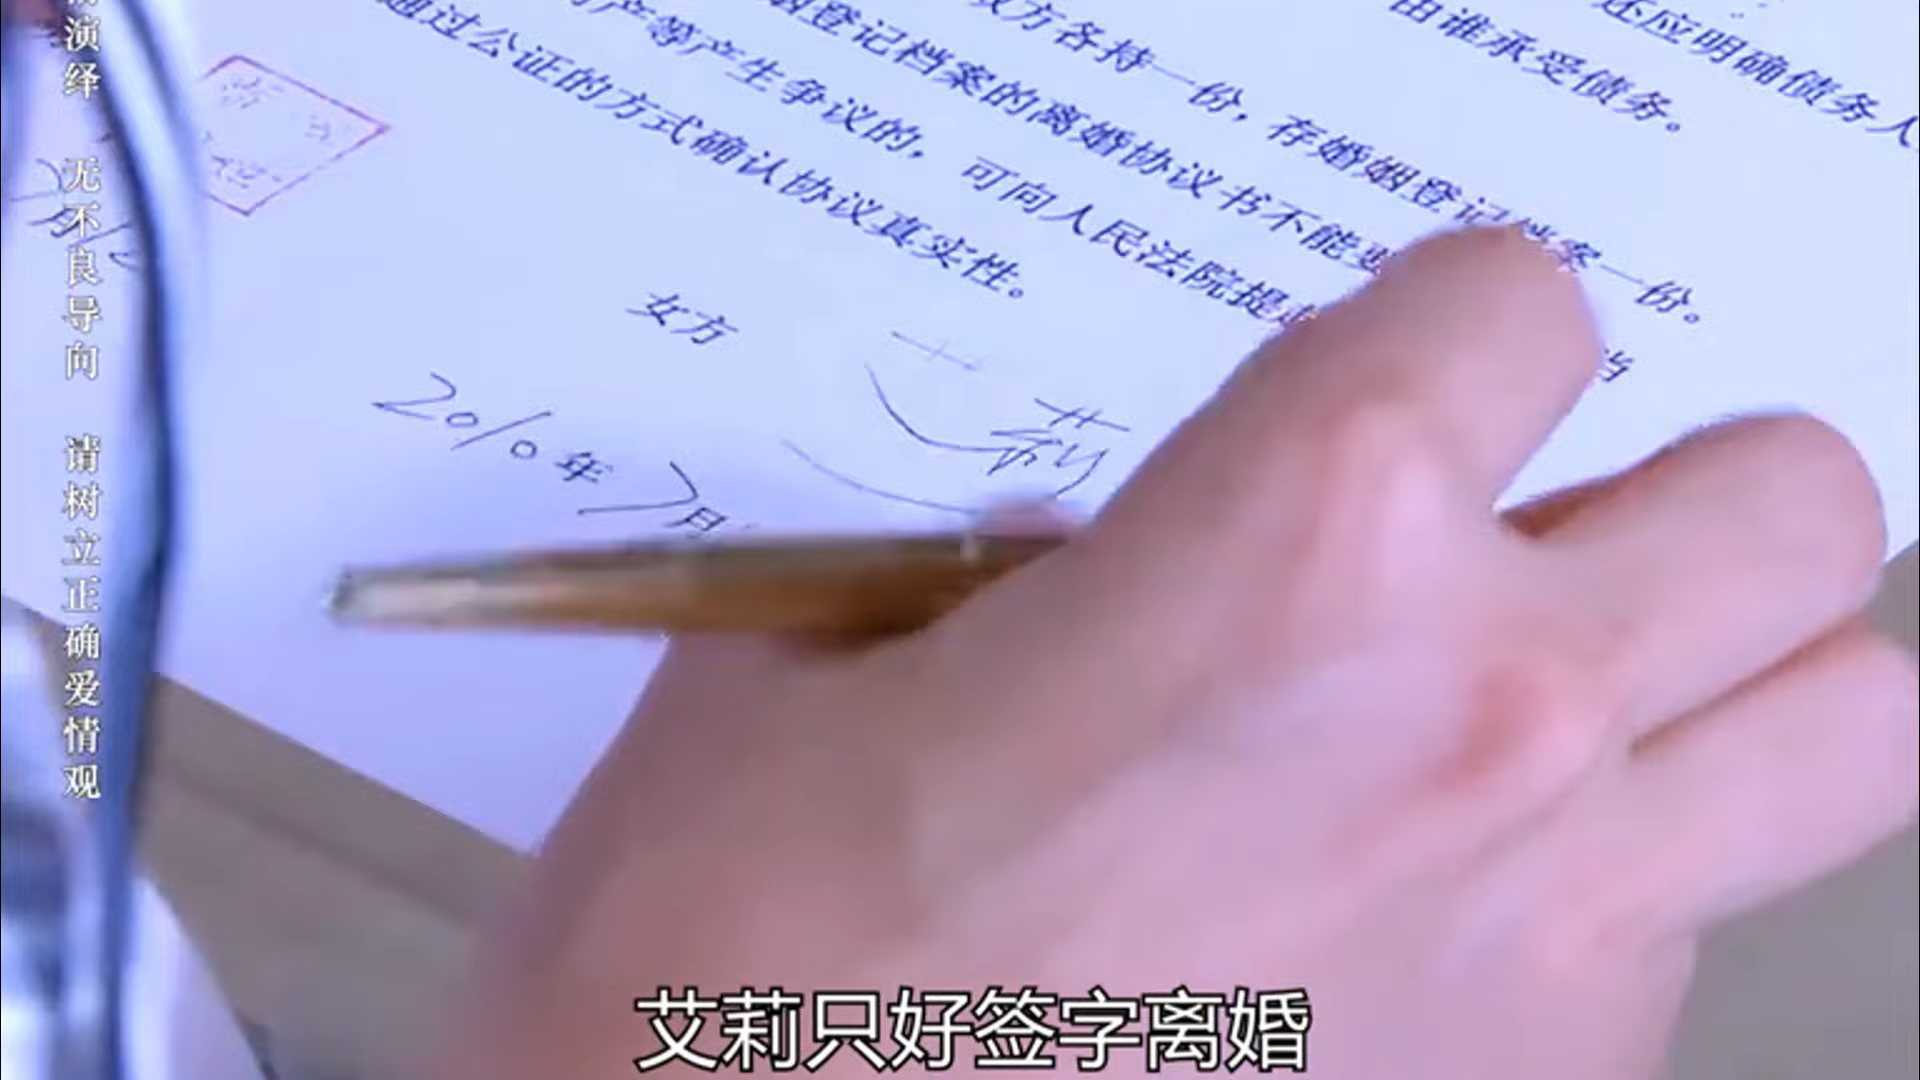 还应明确债务人
由谁承受债务。
双方各持一份，存婚姻登记档案一份。
姻登记档案的离婚协议书不能
产等产生争议的，可向人民法院提
通过公证的方式确认协议真实性。
女方 艾莉
2010年7月
演绎 无不良导向 请树立正确爱情观
艾莉只好签字离婚